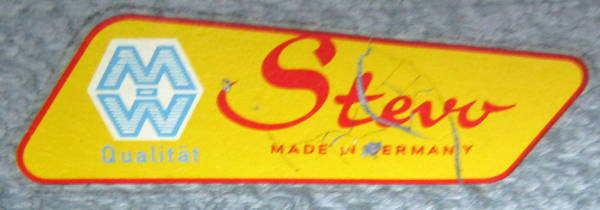 M-W
Qualität
Stevo
MADE IN GERMANY